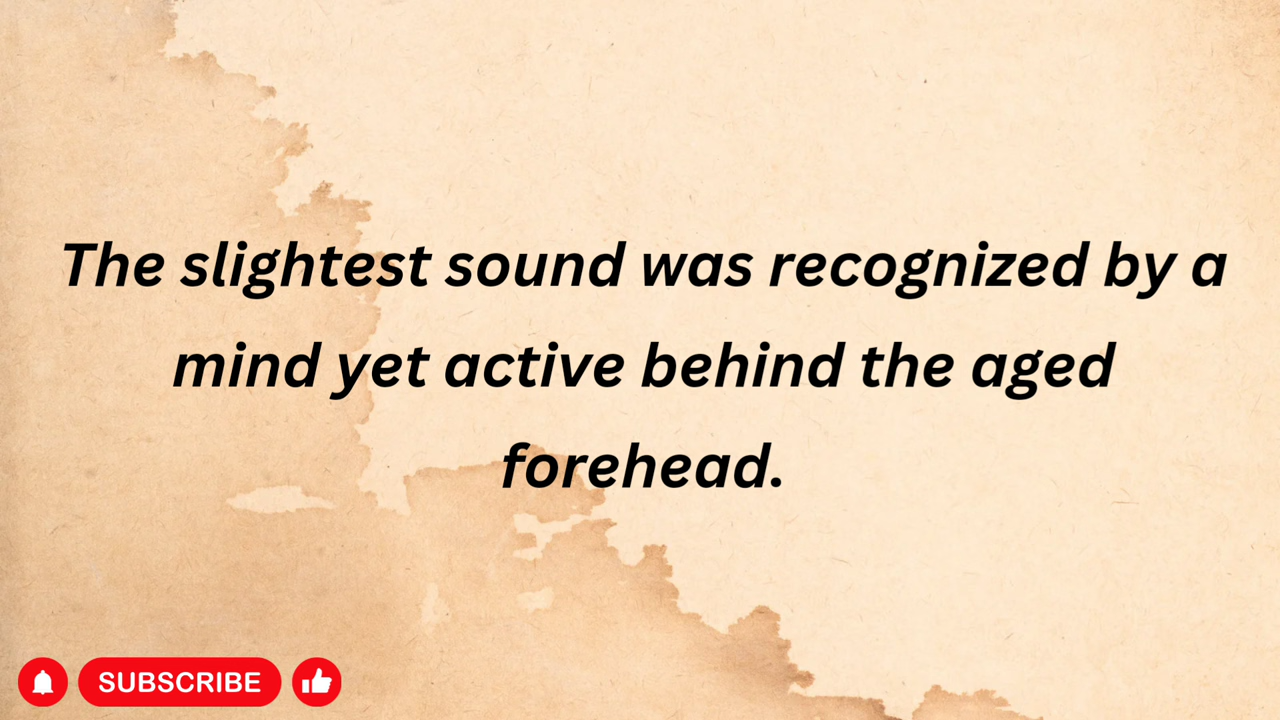 The slightest sound was recognized by a
mind yet active behind the aged
forehead.
SUBSCRIBE